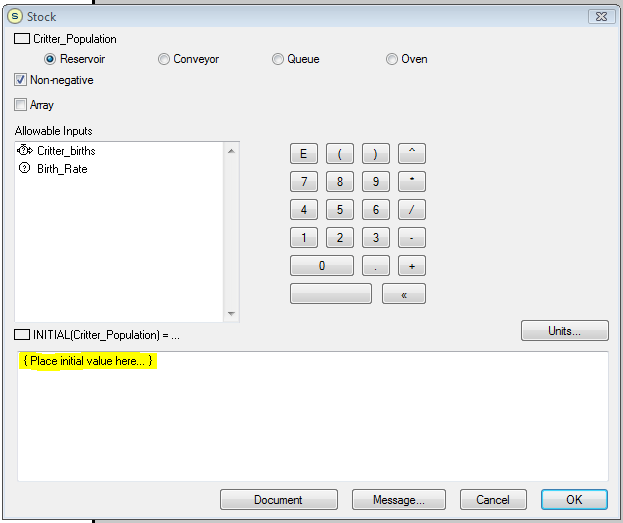 S Stock
Critter_Population
Reservoir Conveyor Queue Oven
Non-negative
Array
Allowable Inputs
Critter_births
Birth_Rate
E ( ) ^
7 8 9 *
4 5 6 /
1 2 3 -
0 . +
«
INITIAL(Critter_Population) = ...
Units...
{ Place initial value here... }
Document Message... Cancel OK